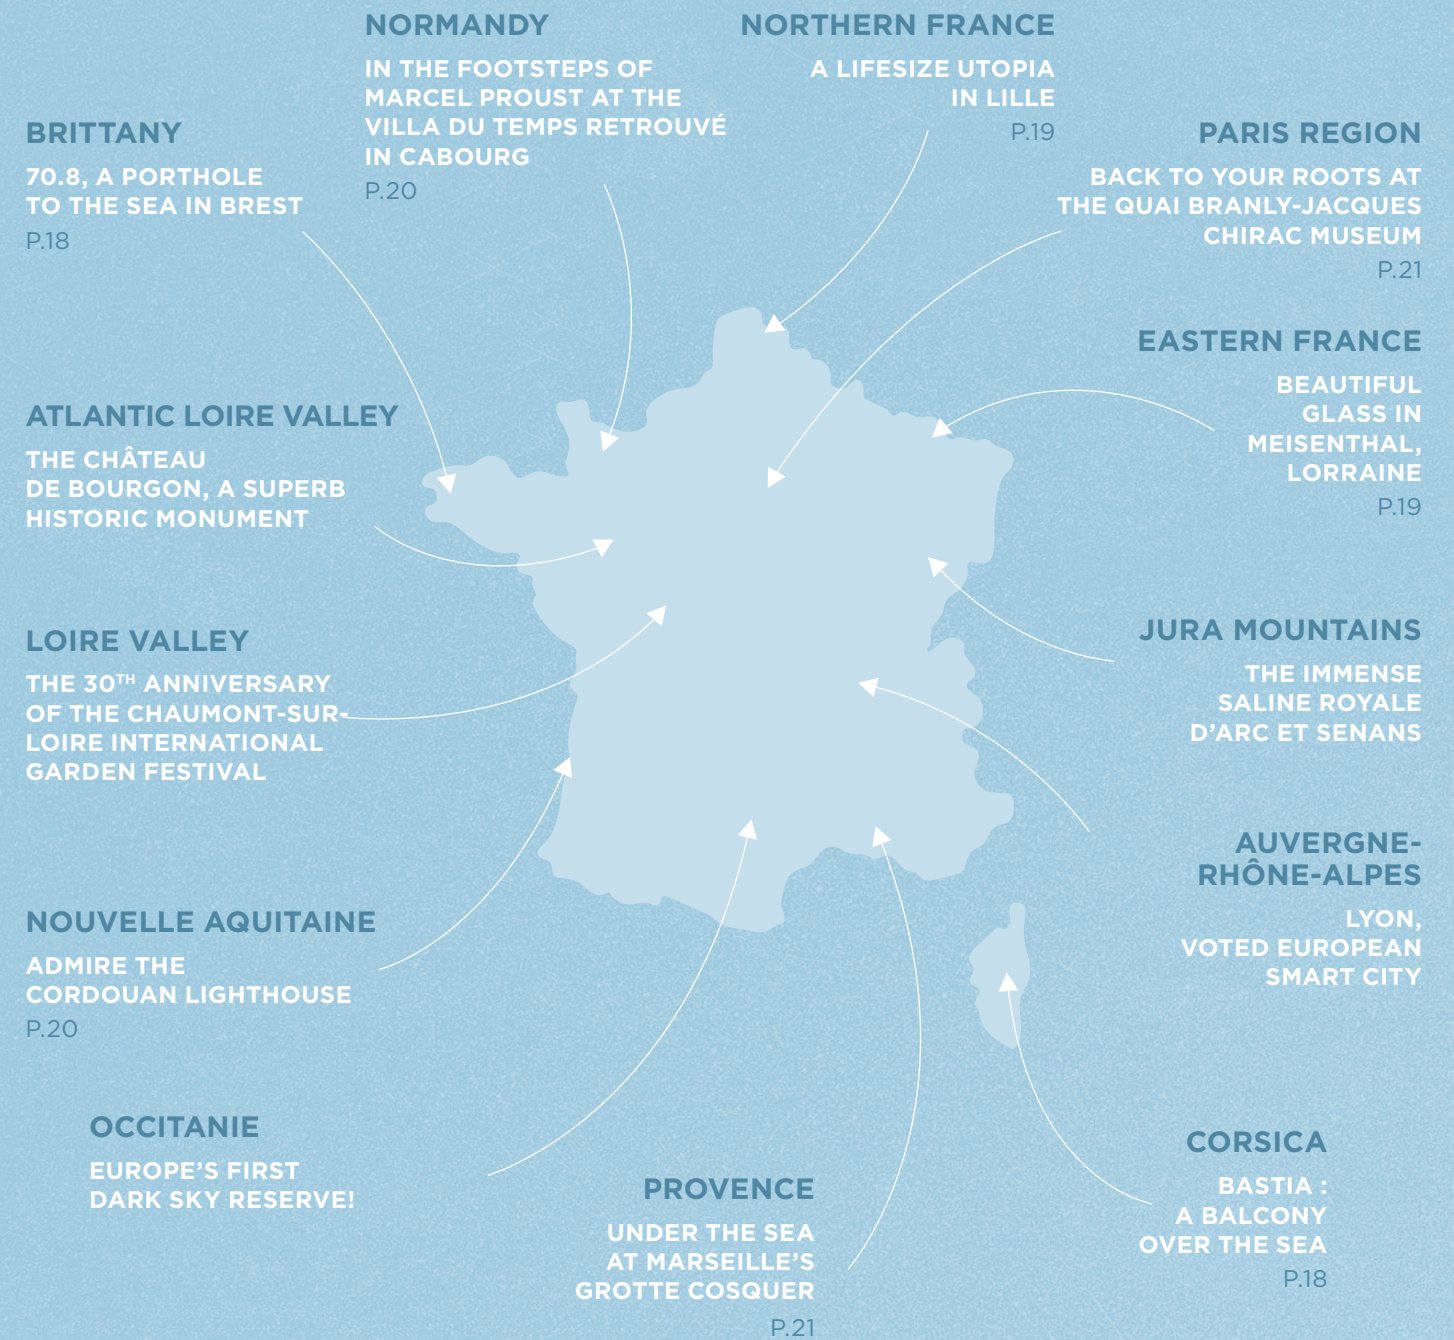 NORMANDY
IN THE FOOTSTEPS OF
MARCEL PROUST AT THE
VILLA DU TEMPS RETROUVÉ
IN CABOURG
P.20
NORTHERN FRANCE
A LIFESIZE UTOPIA
IN LILLE
P.19
BRITTANY
70.8, A PORTHOLE
TO THE SEA IN BREST
P.18
PARIS REGION
BACK TO YOUR ROOTS AT
THE QUAI BRANLY-JACQUES
CHIRAC MUSEUM
P.21
EASTERN FRANCE
BEAUTIFUL
GLASS IN
MEISENTHAL,
LORRAINE
P.19
ATLANTIC LOIRE VALLEY
THE CHÂTEAU
DE BOURGON, A SUPERB
HISTORIC MONUMENT
LOIRE VALLEY
THE 30TH ANNIVERSARY
OF THE CHAUMONT-SUR-
LOIRE INTERNATIONAL
GARDEN FESTIVAL
JURA MOUNTAINS
THE IMMENSE
SALINE ROYALE
D’ARC ET SENANS
AUVERGNE-
RHÔNE-ALPES
LYON,
VOTED EUROPEAN
SMART CITY
NOUVELLE AQUITAINE
ADMIRE THE
CORDOUAN LIGHTHOUSE
P.20
OCCITANIE
EUROPE’S FIRST
DARK SKY RESERVE!
PROVENCE
UNDER THE SEA
AT MARSEILLE’S
GROTTE COSQUER
P.21
CORSICA
BASTIA :
A BALCONY
OVER THE SEA
P.18